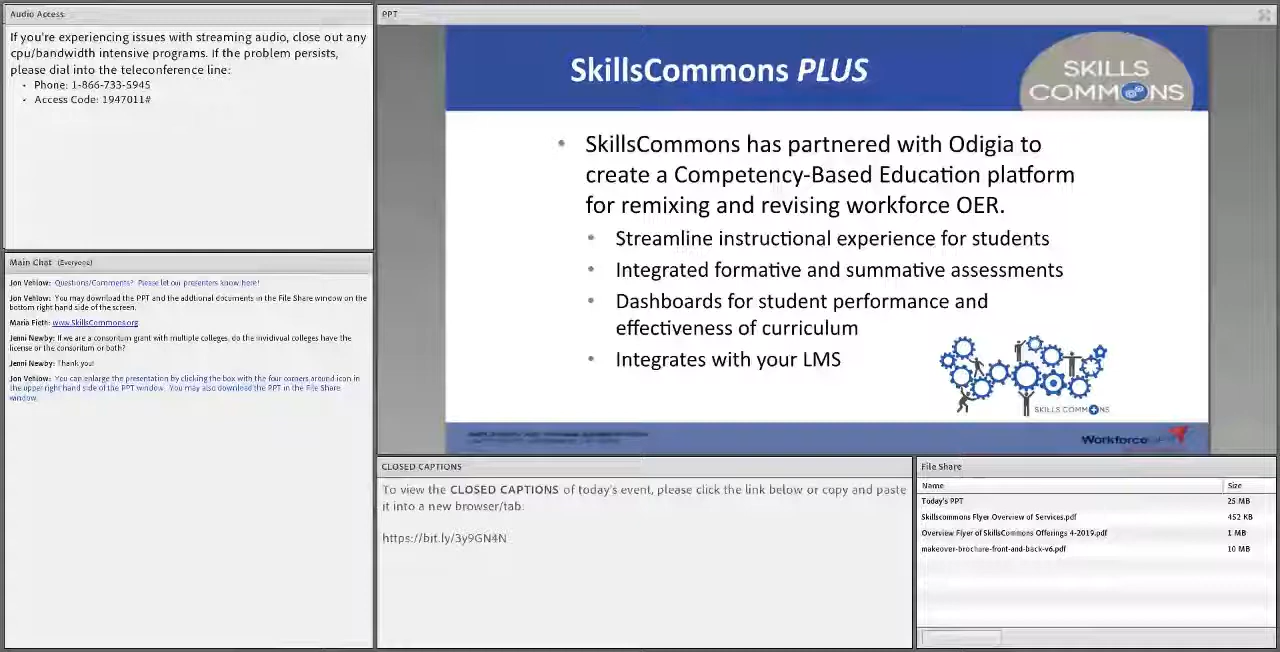 Audio Access
If you're experiencing issues with streaming audio, close out any
cpu/bandwidth intensive programs. If the problem persists,
please dial into the teleconference line:
• Phone: 1-866-733-5945
• Access Code: 1947011#
Main Chat (Everyone)
Jon Vehlow: Questions/Comments? Please let our presenters know here!
Jon Vehlow: You may download the PPT and the addtional documents in the File Share window on the
bottom right hand side of the screen.
Maria Fieth: www.SkillsCommons.org
Jenni Newby: If we are a consortum grant with multiple colleges, do the invidivual colleges have the
license or the consortum or both?
Jenni Newby: Thank you!
Jon Vehlow: You can enlarge the presentation by clicking the box with the four corners around icon in
the upper right hand side of the PPT window. You may also download the PPT in the File Share
window.
PPT
SkillsCommons PLUS
SKILLS
COMMONS
• SkillsCommons has partnered with Odigia to
create a Competency-Based Education platform
for remixing and revising workforce OER.
• Streamline instructional experience for students
• Integrated formative and summative assessments
• Dashboards for student performance and
effectiveness of curriculum
• Integrates with your LMS
SKILLS COMMONS
Workforce
CLOSED CAPTIONS
To view the CLOSED CAPTIONS of today's event, please click the link below or copy and paste
it into a new browser/tab:
https://bit.ly/3y9GN4N
File Share
Name Size
Today's PPT 25 MB
Skillscommons Flyer Overview of Services.pdf 452 KB
Overview Flyer of SkillsCommons Offerings 4-2019.pdf 1 MB
makeover-brochure-front-and-back-v6.pdf 10 MB